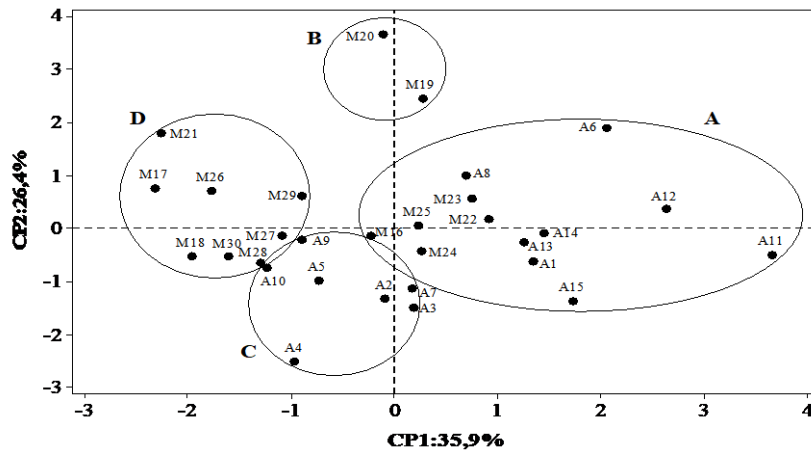 4
3
2
1
0
-1
-2
-3
CP2:26,4%
B
M20
M19
D
A
M21
A6
M17
M26
A8
M29
M23
A12
M25
M22
M18
M30
M27
A9
M16
M24
A14
A13
A11
M28
A10
A5
A1
A2
A7
A3
A15
C
A4
-3
-2
-1
0
1
2
3
4
CP1:35,9%